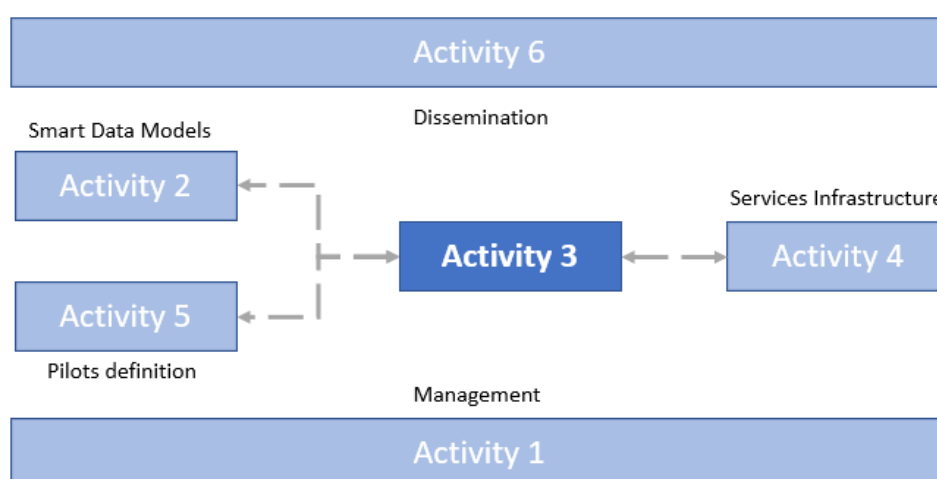 Activity 6
Dissemination
Smart Data Models
Activity 2
Services Infrastructure
Activity 3
Activity 4
Activity 5
Pilots definition
Management
Activity 1